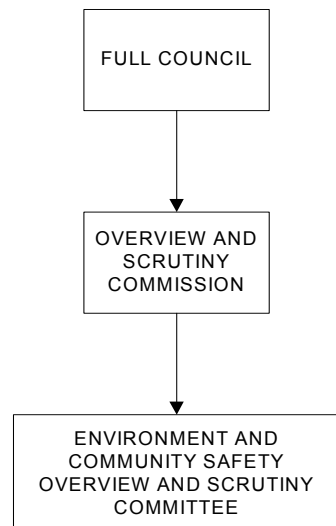 FULL COUNCIL
OVERVIEW AND
SCRUTINY
COMMISSION
ENVIRONMENT AND
COMMUNITY SAFETY
OVERVIEW AND SCRUTINY
COMMITTEE